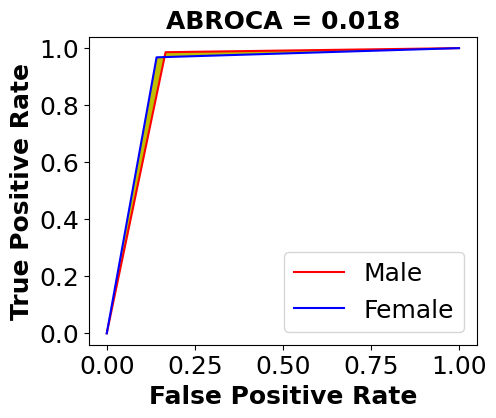 ABROCA = 0.018
True Positive Rate
1.0
0.8
0.6
0.4
0.2
0.0
Male
Female
0.00 0.25 0.50 0.75 1.00
False Positive Rate